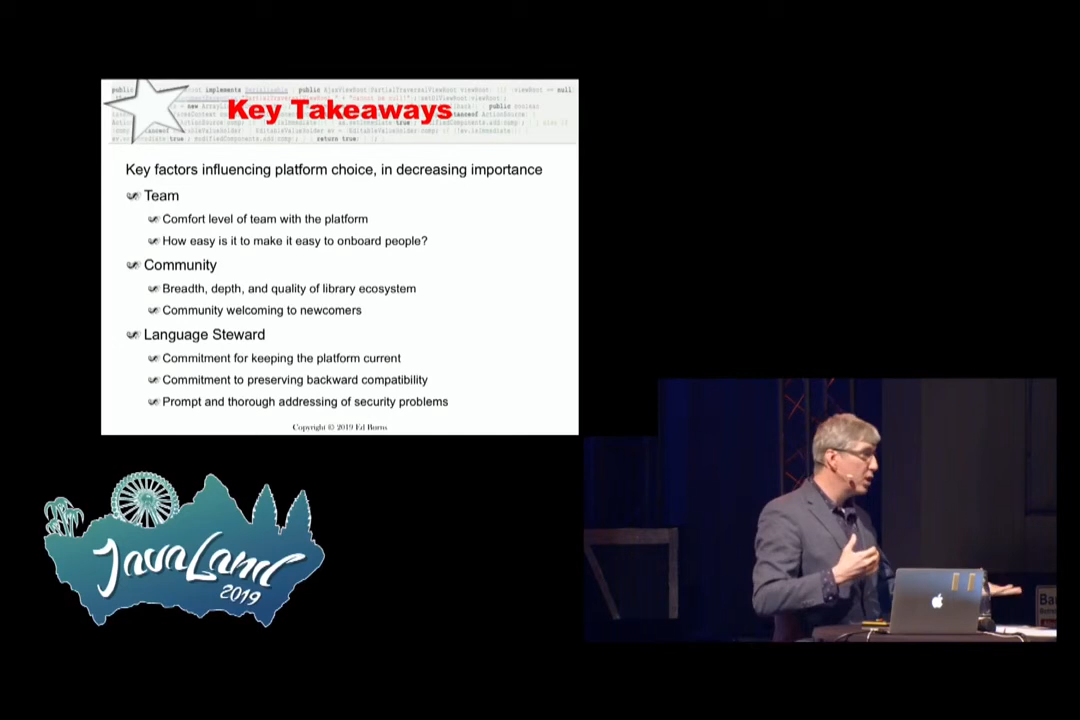 Key Takeaways
Key factors influencing platform choice, in decreasing importance
Team
Comfort level of team with the platform
How easy is it to make it easy to onboard people?
Community
Breadth, depth, and quality of library ecosystem
Community welcoming to newcomers
Language Steward
Commitment for keeping the platform current
Commitment to preserving backward compatibility
Prompt and thorough addressing of security problems
Copyright © 2019 Ed Burns
JavaLand
2019